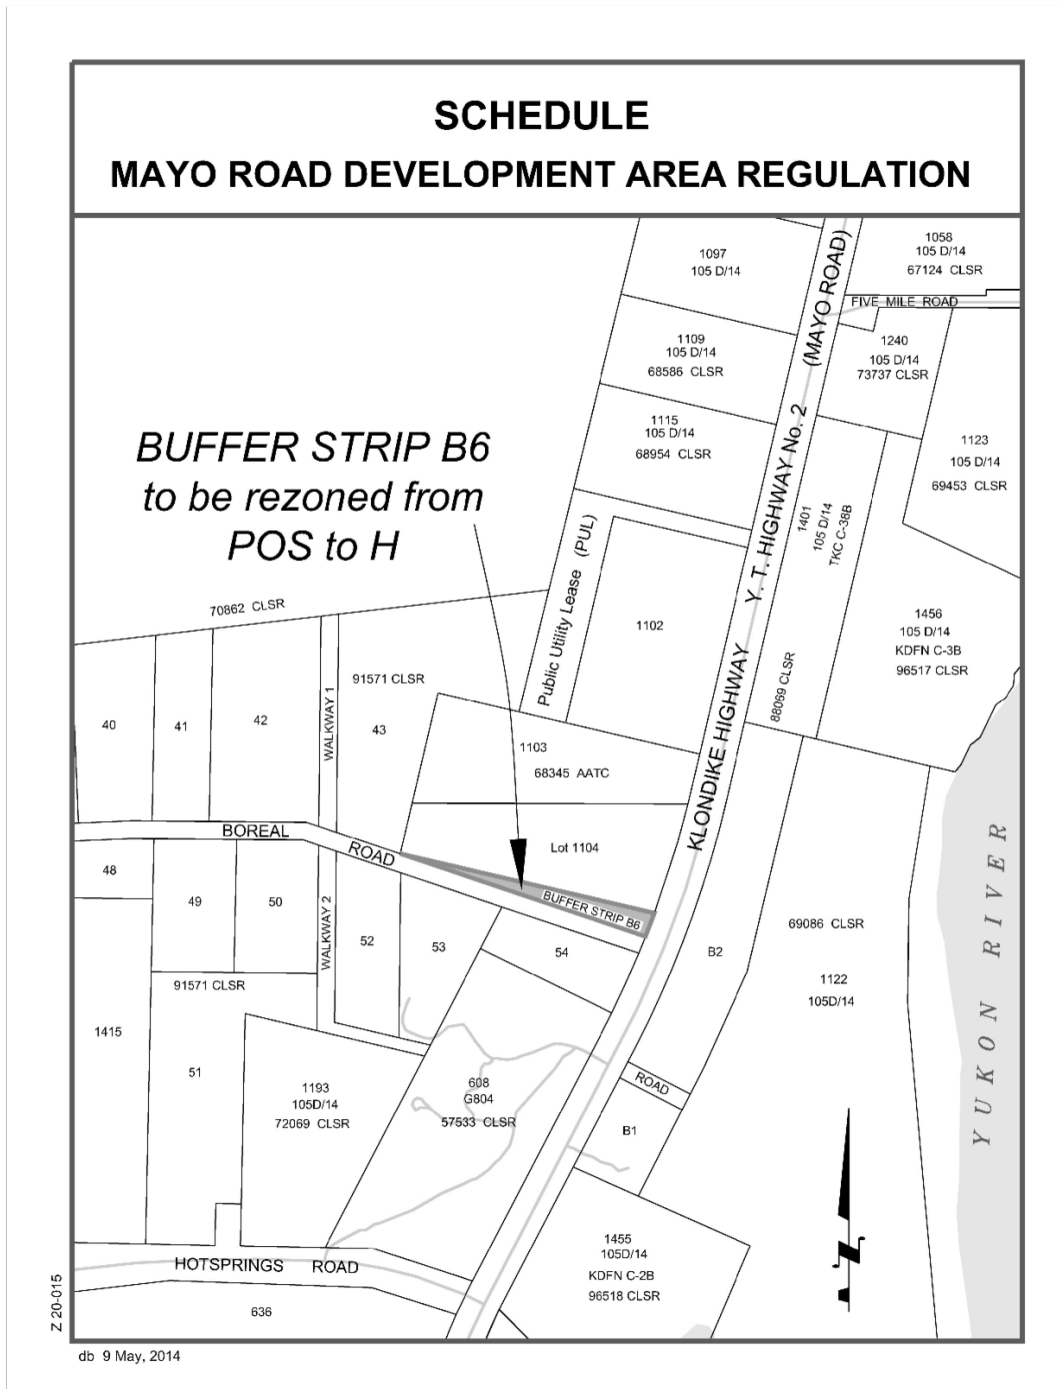 SCHEDULE
MAYO ROAD DEVELOPMENT AREA REGULATION
1097
105 D/14
1058
105 D/14
67124 CLSR
FIVE MILE ROAD
(MAYO ROAD)
1109
105 D/14
68586 CLSR
1240
105 D/14
73737 CLSR
1115
105 D/14
68954 CLSR
1123
105 D/14
69453 CLSR
BUFFER STRIP B6
to be rezoned from
POS to H
Y. T. HIGHWAY No. 2
1401
105 D/14
TKC C-38B
Public Utility Lease (PUL)
1102
1456
105 D/14
KDFN C-3B
96517 CLSR
70862 CLSR
88069 CLSR
40
41
42
WALKWAY 1
91571 CLSR
43
1103
68345 AATC
KLONDIKE HIGHWAY
BOREAL
ROAD
Lot 1104
48
49
50
WALKWAY 2
52
53
BUFFER STRIP B6
54
B2
69086 CLSR
1122
105D/14
YUKON RIVER
91571 CLSR
1415
51
1193
105D/14
72069 CLSR
608
G804
57533 CLSR
ROAD
B1
1455
105D/14
KDFN C-2B
96518 CLSR
HOTSPRINGS ROAD
636
N
Z 20-015
db 9 May, 2014